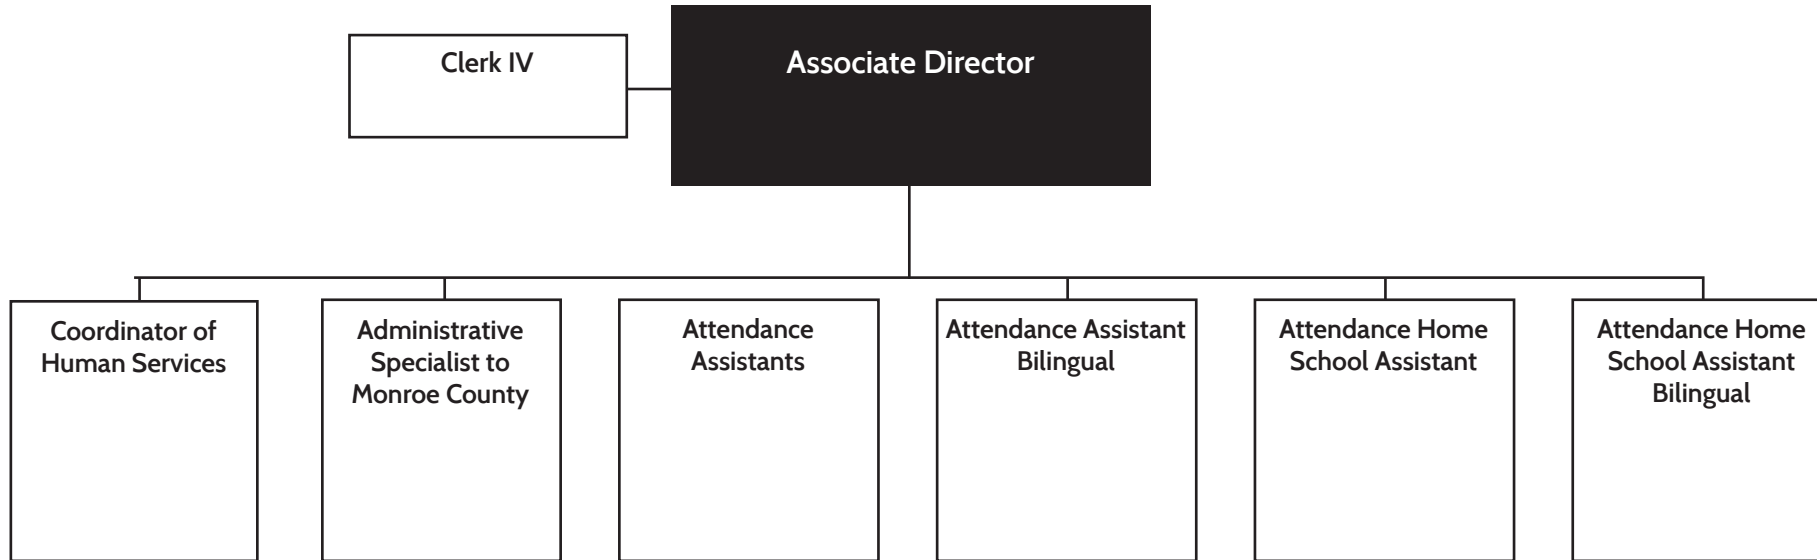 Clerk IV
Associate Director
Coordinator of
Human Services
Administrative
Specialist to
Monroe County
Attendance
Assistants
Attendance Assistant
Bilingual
Attendance Home
School Assistant
Attendance Home
School Assistant
Bilingual